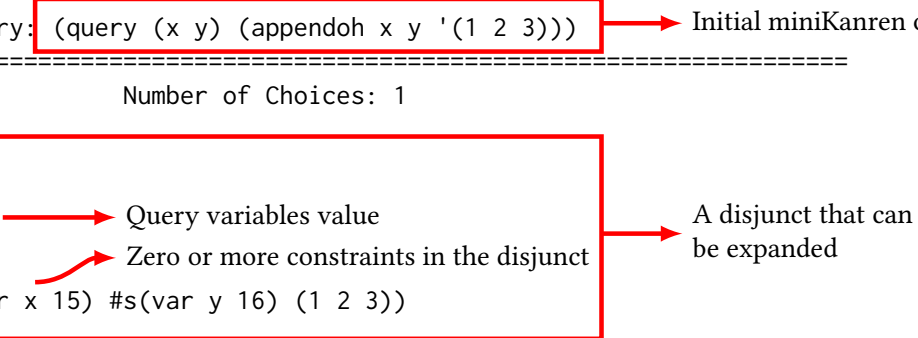 ry: (query (x y) (appendoh x y '(1 2 3))) Initial miniKanren
============================================================
Number of Choices: 1
Query variables value
Zero or more constraints in the disjunct
A disjunct that can
be expanded
r x 15) #s(var y 16) (1 2 3))